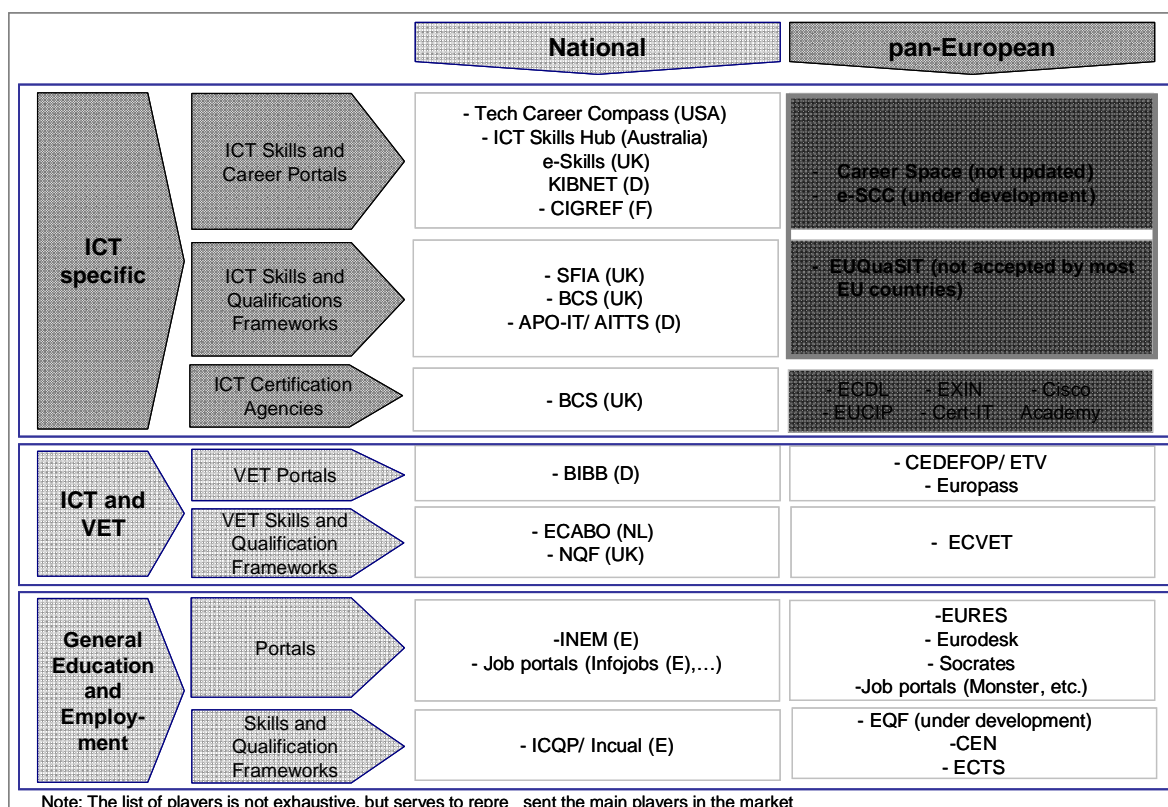 National
pan-European
ICT
specific
ICT Skills and
Career Portals
- Tech Career Compass (USA)
- ICT Skills Hub (Australia)
e-Skills (UK)
KIBNET (D)
- CIGREF (F)
- Career Space (not updated)
- e-SCC (under development)
ICT Skills and
Qualifications
Frameworks
- SFIA (UK)
- BCS (UK)
- APO-IT/ AITTS (D)
- EUQuaSIT (not accepted by most
EU countries)
ICT Certification
Agencies
- BCS (UK)
- ECDL - EXIN - Cisco
- EUCIP - Cert-IT Academy
ICT and
VET
VET Portals
- BIBB (D)
- CEDEFOP/ ETV
- Europass
VET Skills and
Qualification
Frameworks
- ECABO (NL)
- NQF (UK)
- ECVET
General
Education
and
Employ-
ment
Portals
-INEM (E)
- Job portals (Infojobs (E),...)
-EURES
- Eurodesk
- Socrates
-Job portals (Monster, etc.)
Skills and
Qualification
Frameworks
- ICQP/ Incual (E)
- EQF (under development)
-CEN
- ECTS
Note: The list of players is not exhaustive, but serves to repre sent the main players in the market